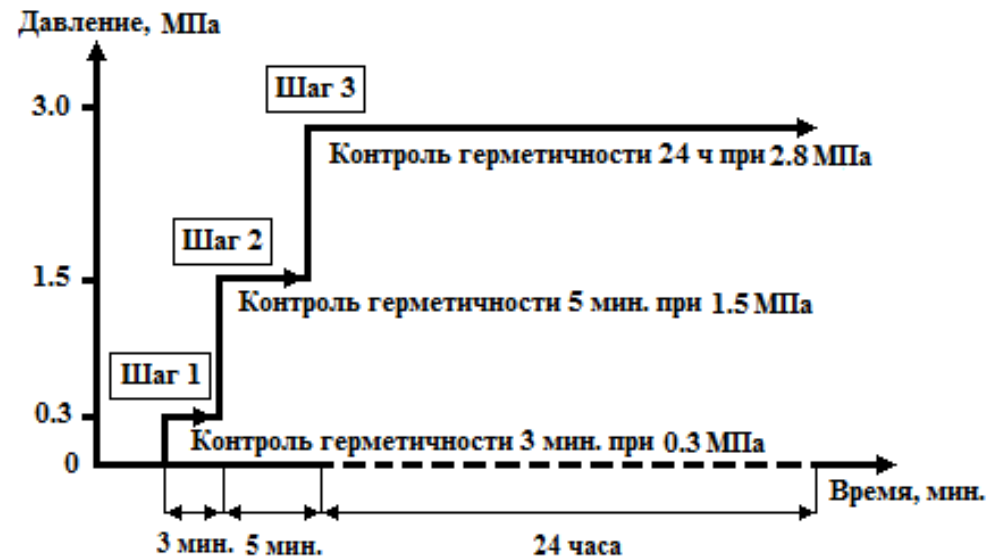 Давление, МПа
3.0
Шаг 3
Контроль герметичности 24 ч при 2.8 МПа
Шаг 2
1.5
Контроль герметичности 5 мин. при 1.5 МПа
Шаг 1
0.3
Контроль герметичности 3 мин. при 0.3 МПа
0
Время, мин.
3 мин. 5 мин. 24 часа